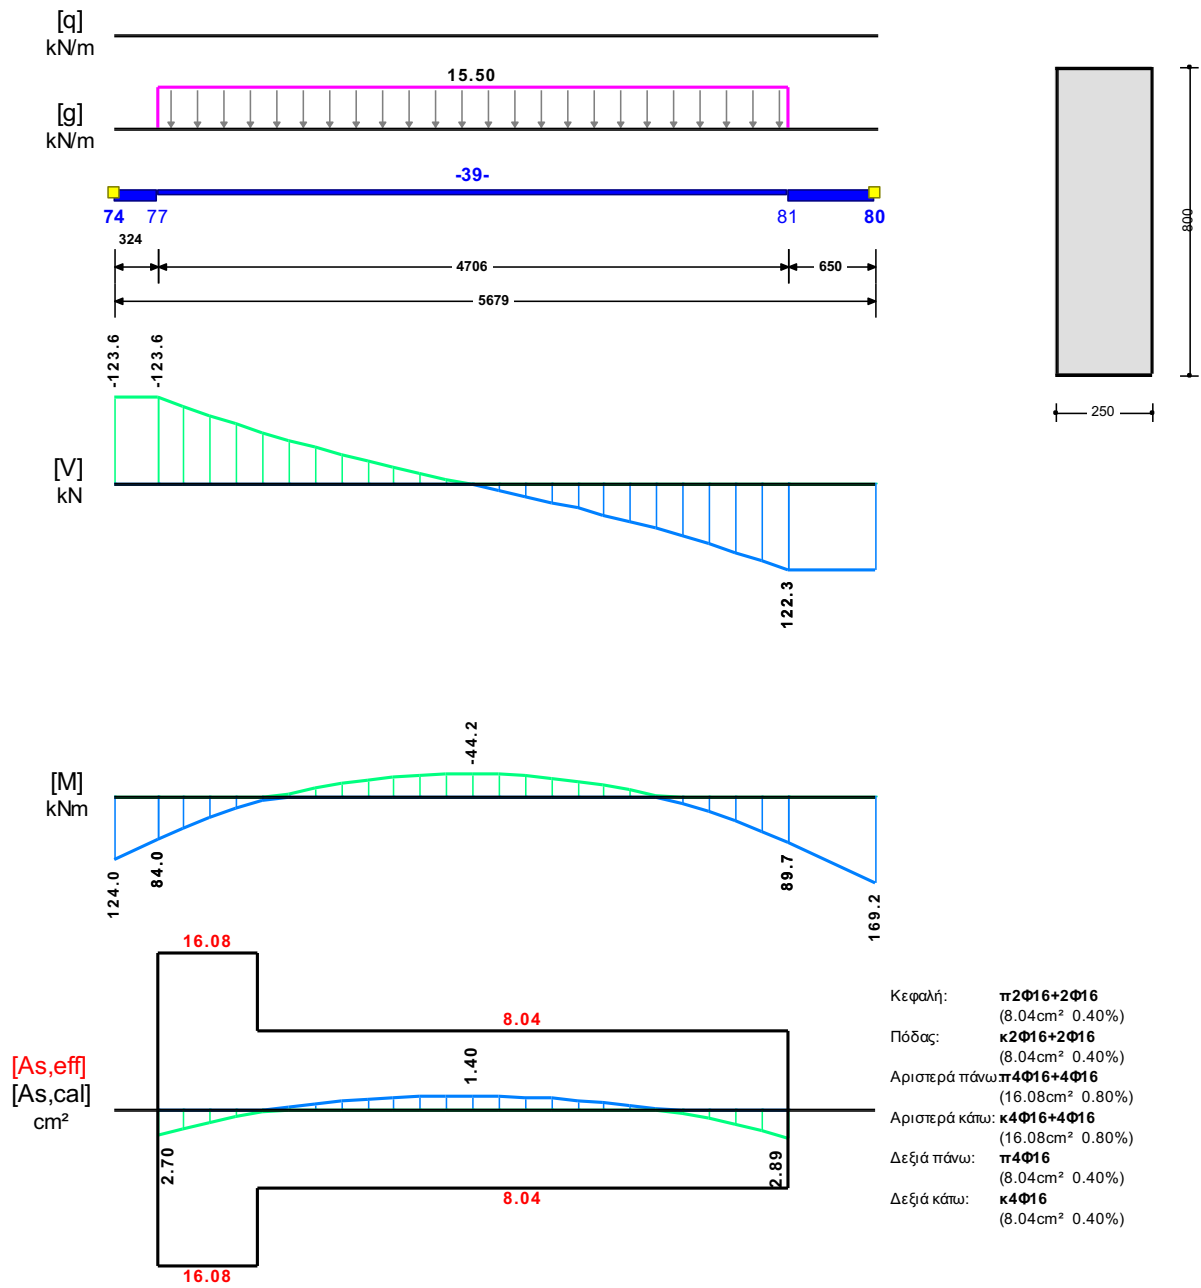 [q]
kN/m
15.50
[g]
kN/m
-39-
74 77 81 80
324
4706 650
5679
800
250
-123.6 -123.6
[V]
kN
122.3
-44.2
[M]
kNm
124.0 84.0 89.7 169.2
16.08
8.04
[As,eff]
[As,cal]
cm²
1.40
2.70 2.89
8.04
16.08
Κεφαλή: π2Φ16+2Φ16
(8.04cm² 0.40%)
Πόδας: κ2Φ16+2Φ16
(8.04cm² 0.40%)
Αριστερά πάνω: π4Φ16+4Φ16
(16.08cm² 0.80%)
Αριστερά κάτω: κ4Φ16+4Φ16
(16.08cm² 0.80%)
Δεξιά πάνω: π4Φ16
(8.04cm² 0.40%)
Δεξιά κάτω: κ4Φ16
(8.04cm² 0.40%)